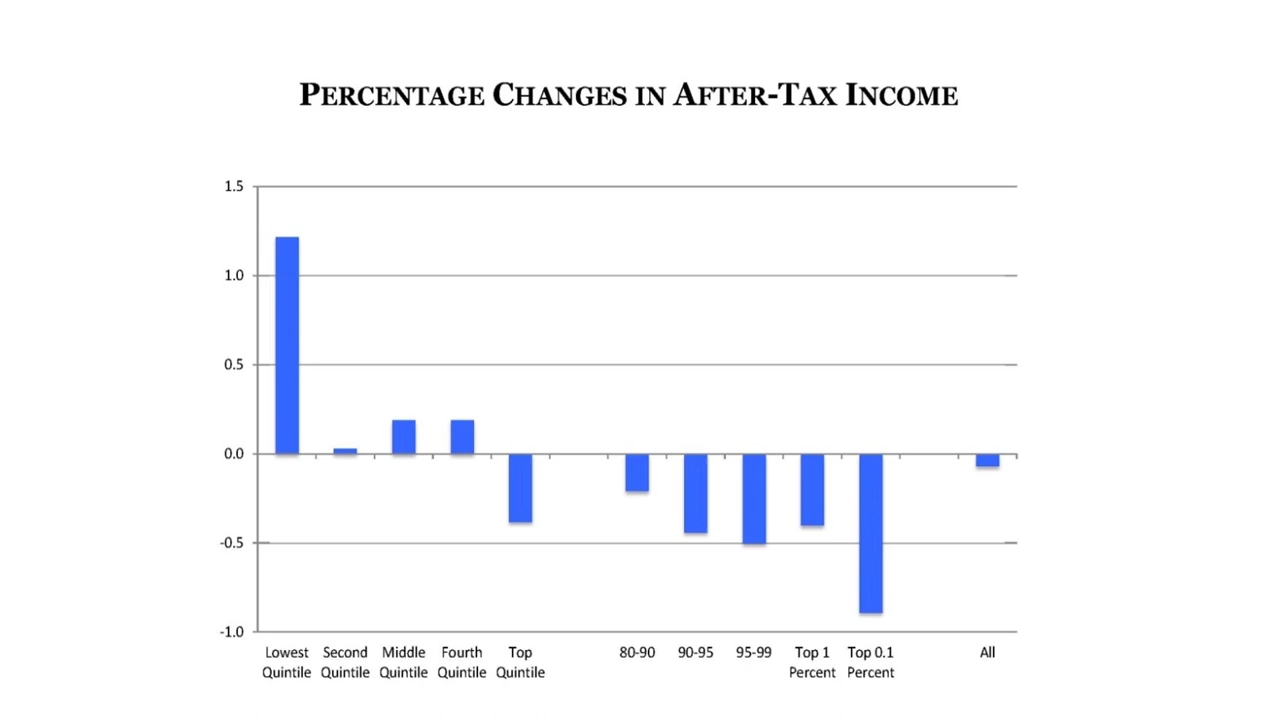 PERCENTAGE CHANGES IN AFTER-TAX INCOME
1.5
1.0
0.5
0.0
-0.5
-1.0
Lowest Second Middle Fourth Top 80-90 90-95 95-99 Top 1 Top 0.1 All
Quintile Quintile Quintile Quintile Quintile Percent Percent